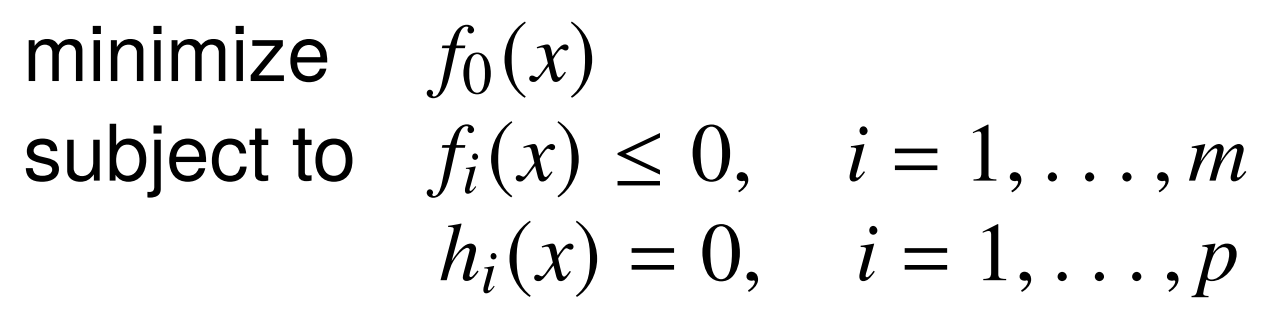 minimize f₀(x)
subject to fᵢ(x) ≤ 0, i = 1, . . . , m
hᵢ(x) = 0, i = 1, . . . , p